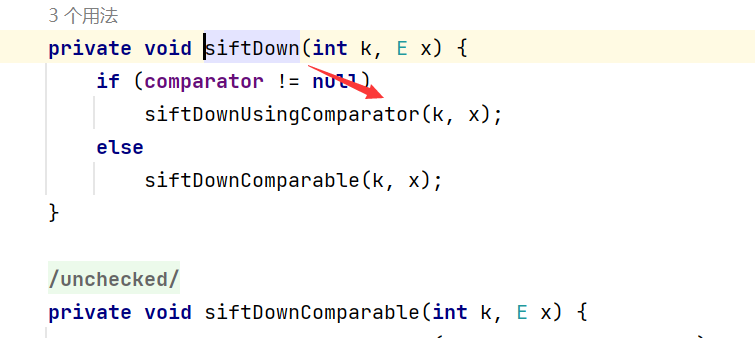 3 个用法
private void siftDown(int k, E x) {
if (comparator != null)
siftDownUsingComparator(k, x);
else
siftDownComparable(k, x);
}
/unchecked/
private void siftDownComparable(int k, E x) {